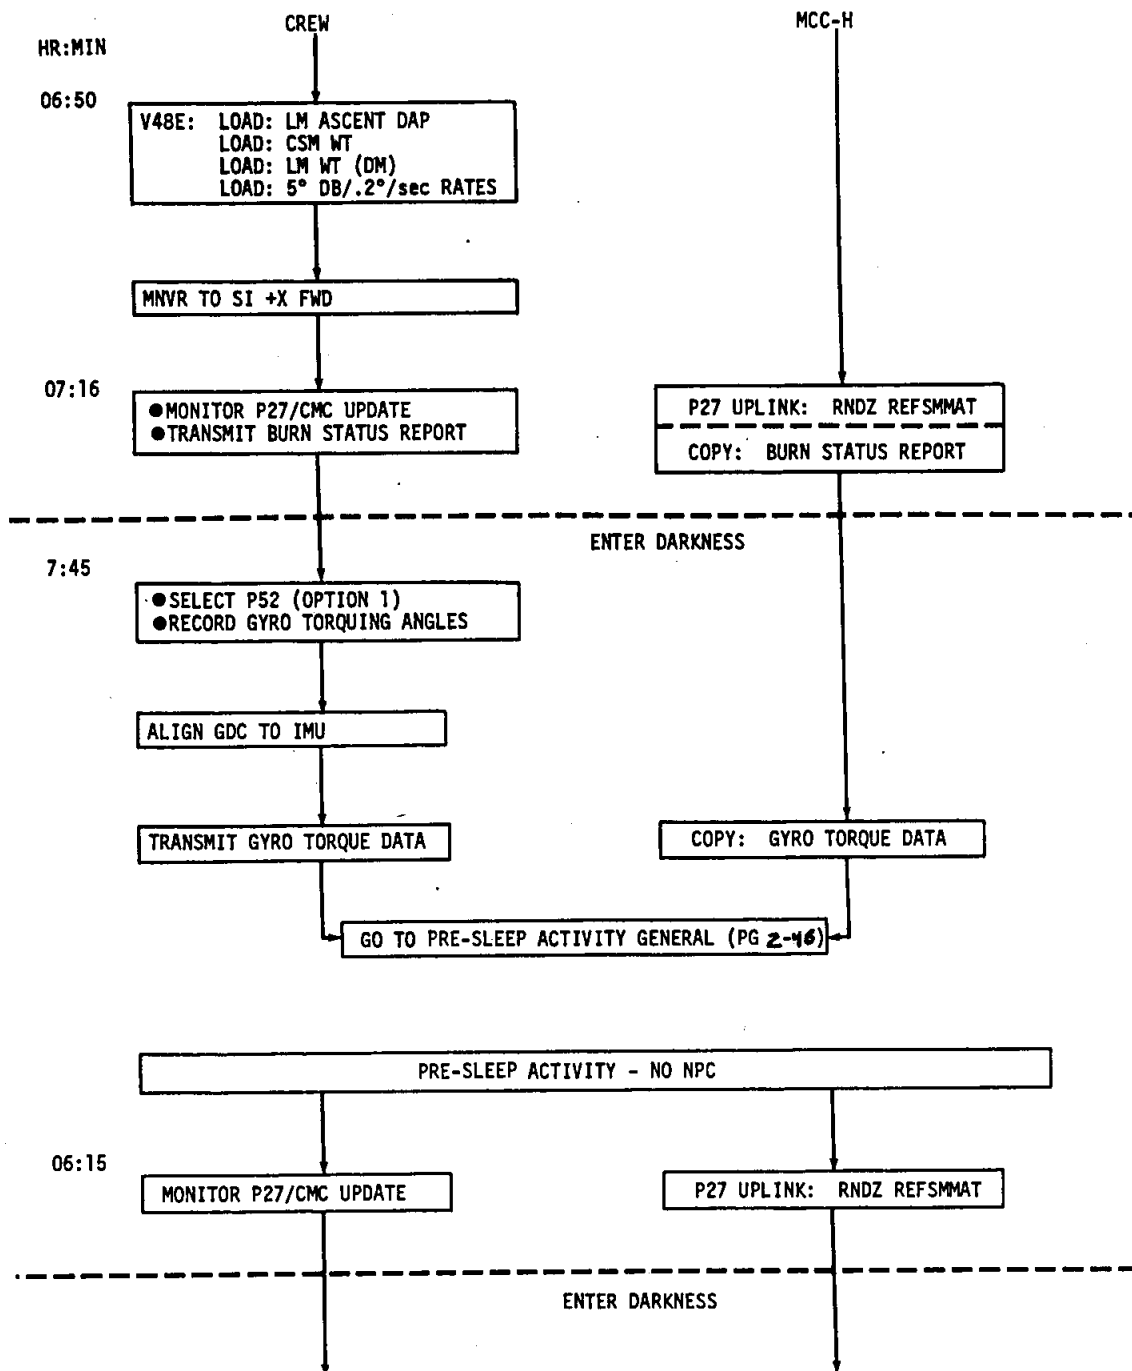 CREW
MCC-H
HR:MIN
06:50
V48E: LOAD: LM ASCENT DAP
LOAD: CSM WT
LOAD: LM WT (DM)
LOAD: 5° DB/.2°/sec RATES
MNVR TO SI +X FWD
07:16
●MONITOR P27/CMC UPDATE
●TRANSMIT BURN STATUS REPORT
P27 UPLINK: RNDZ REFSMMAT
COPY: BURN STATUS REPORT
ENTER DARKNESS
7:45
●SELECT P52 (OPTION 1)
●RECORD GYRO TORQUING ANGLES
ALIGN GDC TO IMU
TRANSMIT GYRO TORQUE DATA
COPY: GYRO TORQUE DATA
GO TO PRE-SLEEP ACTIVITY GENERAL (PG 2-46)
PRE-SLEEP ACTIVITY - NO NPC
06:15
MONITOR P27/CMC UPDATE
P27 UPLINK: RNDZ REFSMMAT
ENTER DARKNESS